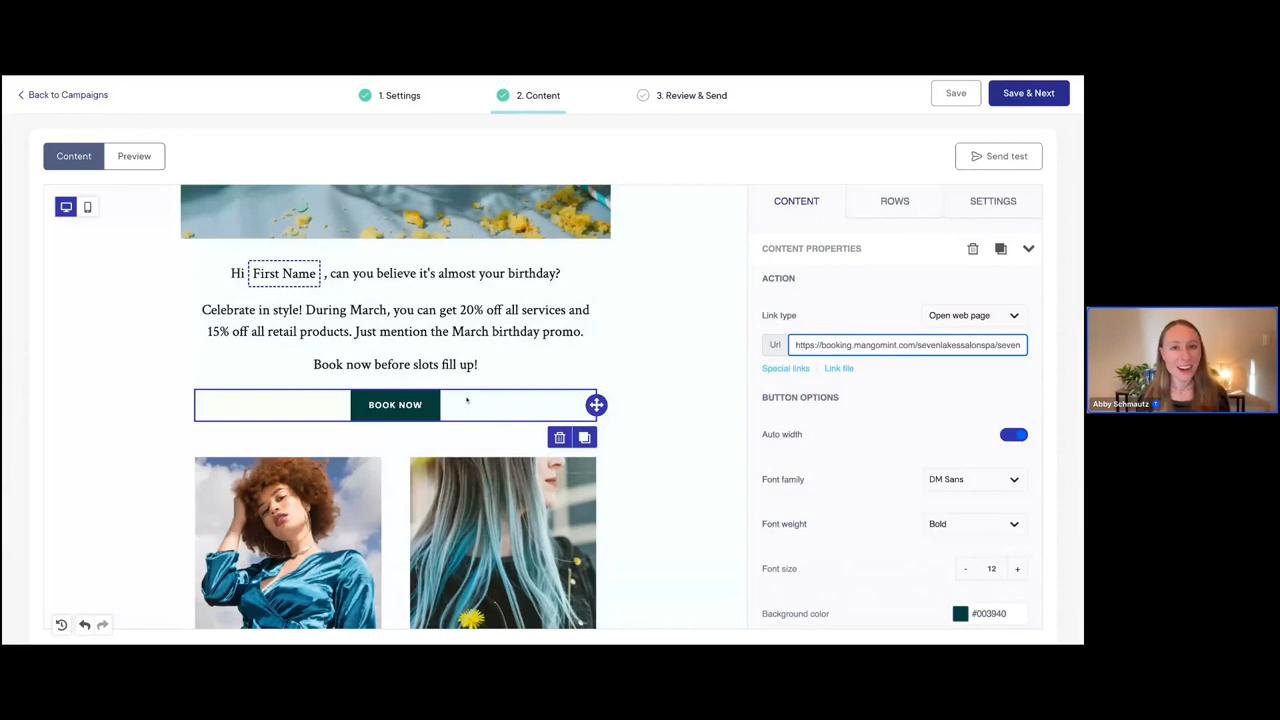 Back to Campaigns
1. Settings
2. Content
3. Review & Send
Save
Save & Next
Content
Preview
Send test
CONTENT
ROWS
SETTINGS
CONTENT PROPERTIES
ACTION
Link type
Open web page
Url
https://booking.mangomint.com/sevenlakessalonspa/seven
Special links
Link file
BUTTON OPTIONS
Auto width
Font family
DM Sans
Font weight
Bold
Font size
- 12 +
Background color
#003940
Hi First Name , can you believe it's almost your birthday?
Celebrate in style! During March, you can get 20% off all services and
15% off all retail products. Just mention the March birthday promo.
Book now before slots fill up!
BOOK NOW
Abby Schmautz